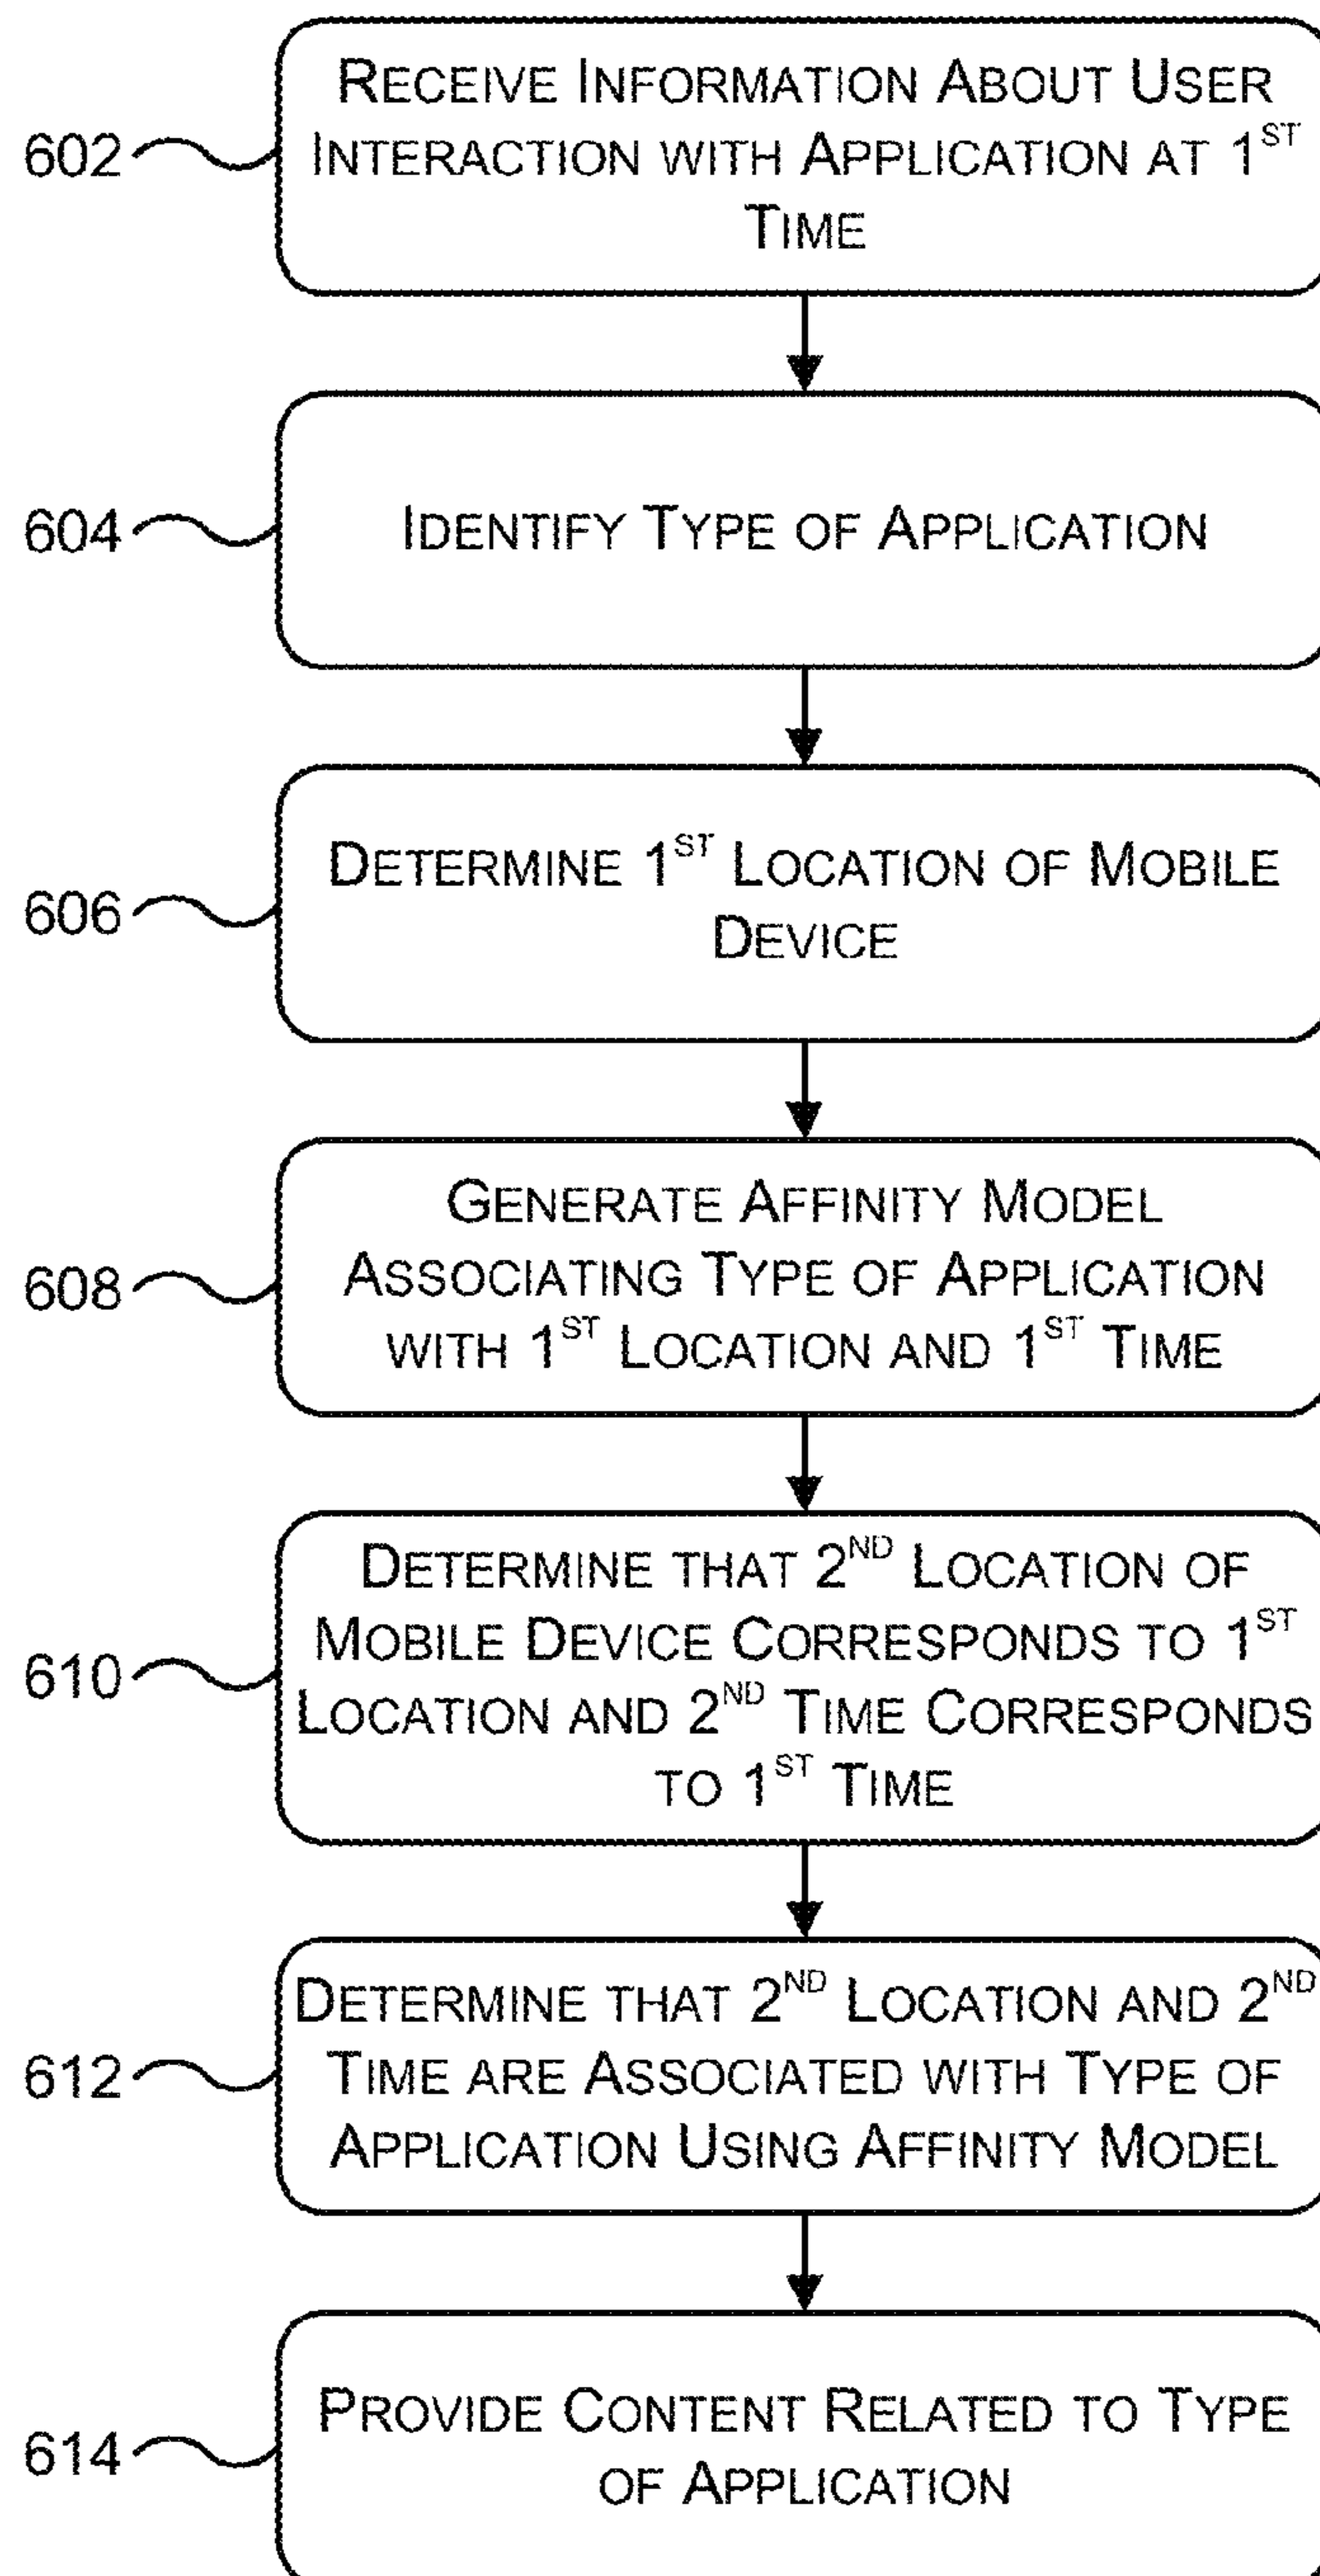 RECEIVE INFORMATION ABOUT USER
602
INTERACTION WITH APPLICATION AT 1ST
TIME
604
IDENTIFY TYPE OF APPLICATION
DETERMINE 1ST LOCATION OF MOBILE
606
DEVICE
GENERATE AFFINITY MODEL
608
ASSOCIATING TYPE OF APPLICATION
WITH 1ST LOCATION AND 1ST TIME
DETERMINE THAT 2ND LOCATION OF
MOBILE DEVICE CORRESPONDS TO 1ST
610
LOCATION AND 2ND TIME CORRESPONDS
TO 1ST TIME
DETERMINE THAT 2ND LOCATION AND 2ND
612
TIME ARE ASSOCIATED WITH TYPE OF
APPLICATION USING AFFINITY MODEL
PROVIDE CONTENT RELATED TO TYPE
614
OF APPLICATION